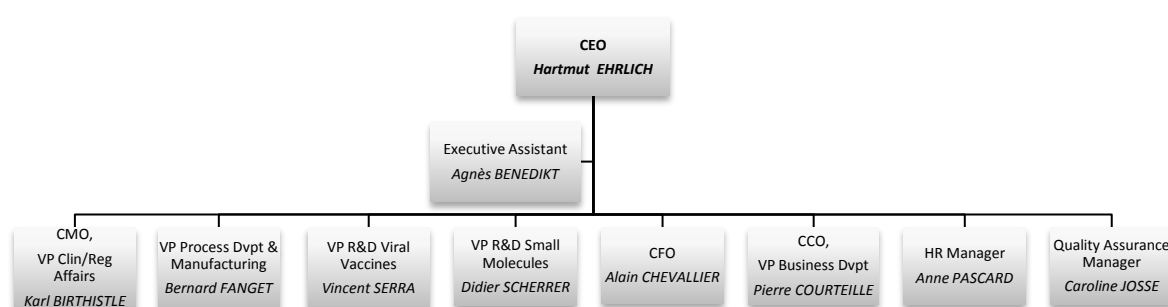 CEO
Hartmut EHRLICH
Executive Assistant
Agnès BENEDIKT
CMO,
VP Clin/Reg
Affairs
Karl BIRTHISTLE
VP Process Dvpt &
Manufacturing
Bernard FANGET
VP R&D Viral
Vaccines
Vincent SERRA
VP R&D Small
Molecules
Didier SCHERRER
CFO
Alain CHEVALLIER
CCO,
VP Business Dvpt
Pierre COURTEILLE
HR Manager
Anne PASCARD
Quality Assurance
Manager
Caroline JOSSE